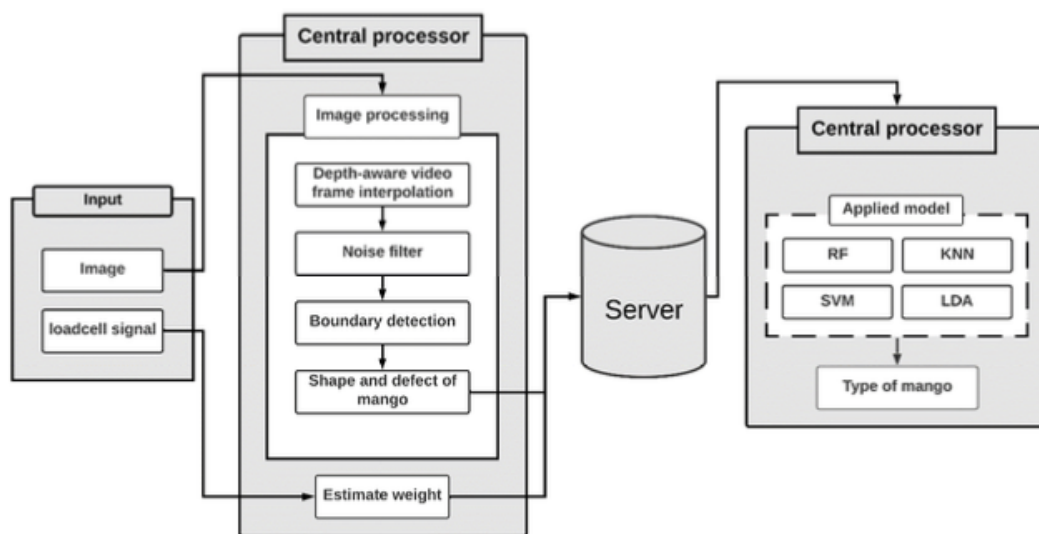 Central processor
Image processing
Depth-aware video
frame interpolation
Noise filter
Boundary detection
Shape and defect of
mango
Estimate weight
Input
Image
loadcell signal
Server
Central processor
Applied model
RF
KNN
SVM
LDA
Type of mango